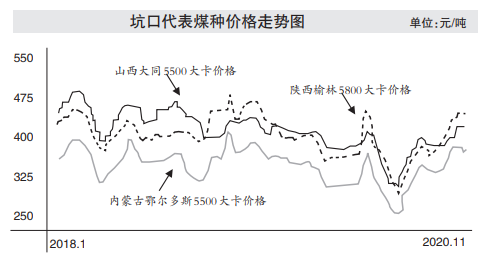 坑口代表煤种价格走势图
单位:元/吨
550
475
400
325
250
山西大同5500大卡价格
陕西榆林5800大卡价格
内蒙古鄂尔多斯5500大卡价格
2018.1
2020.11